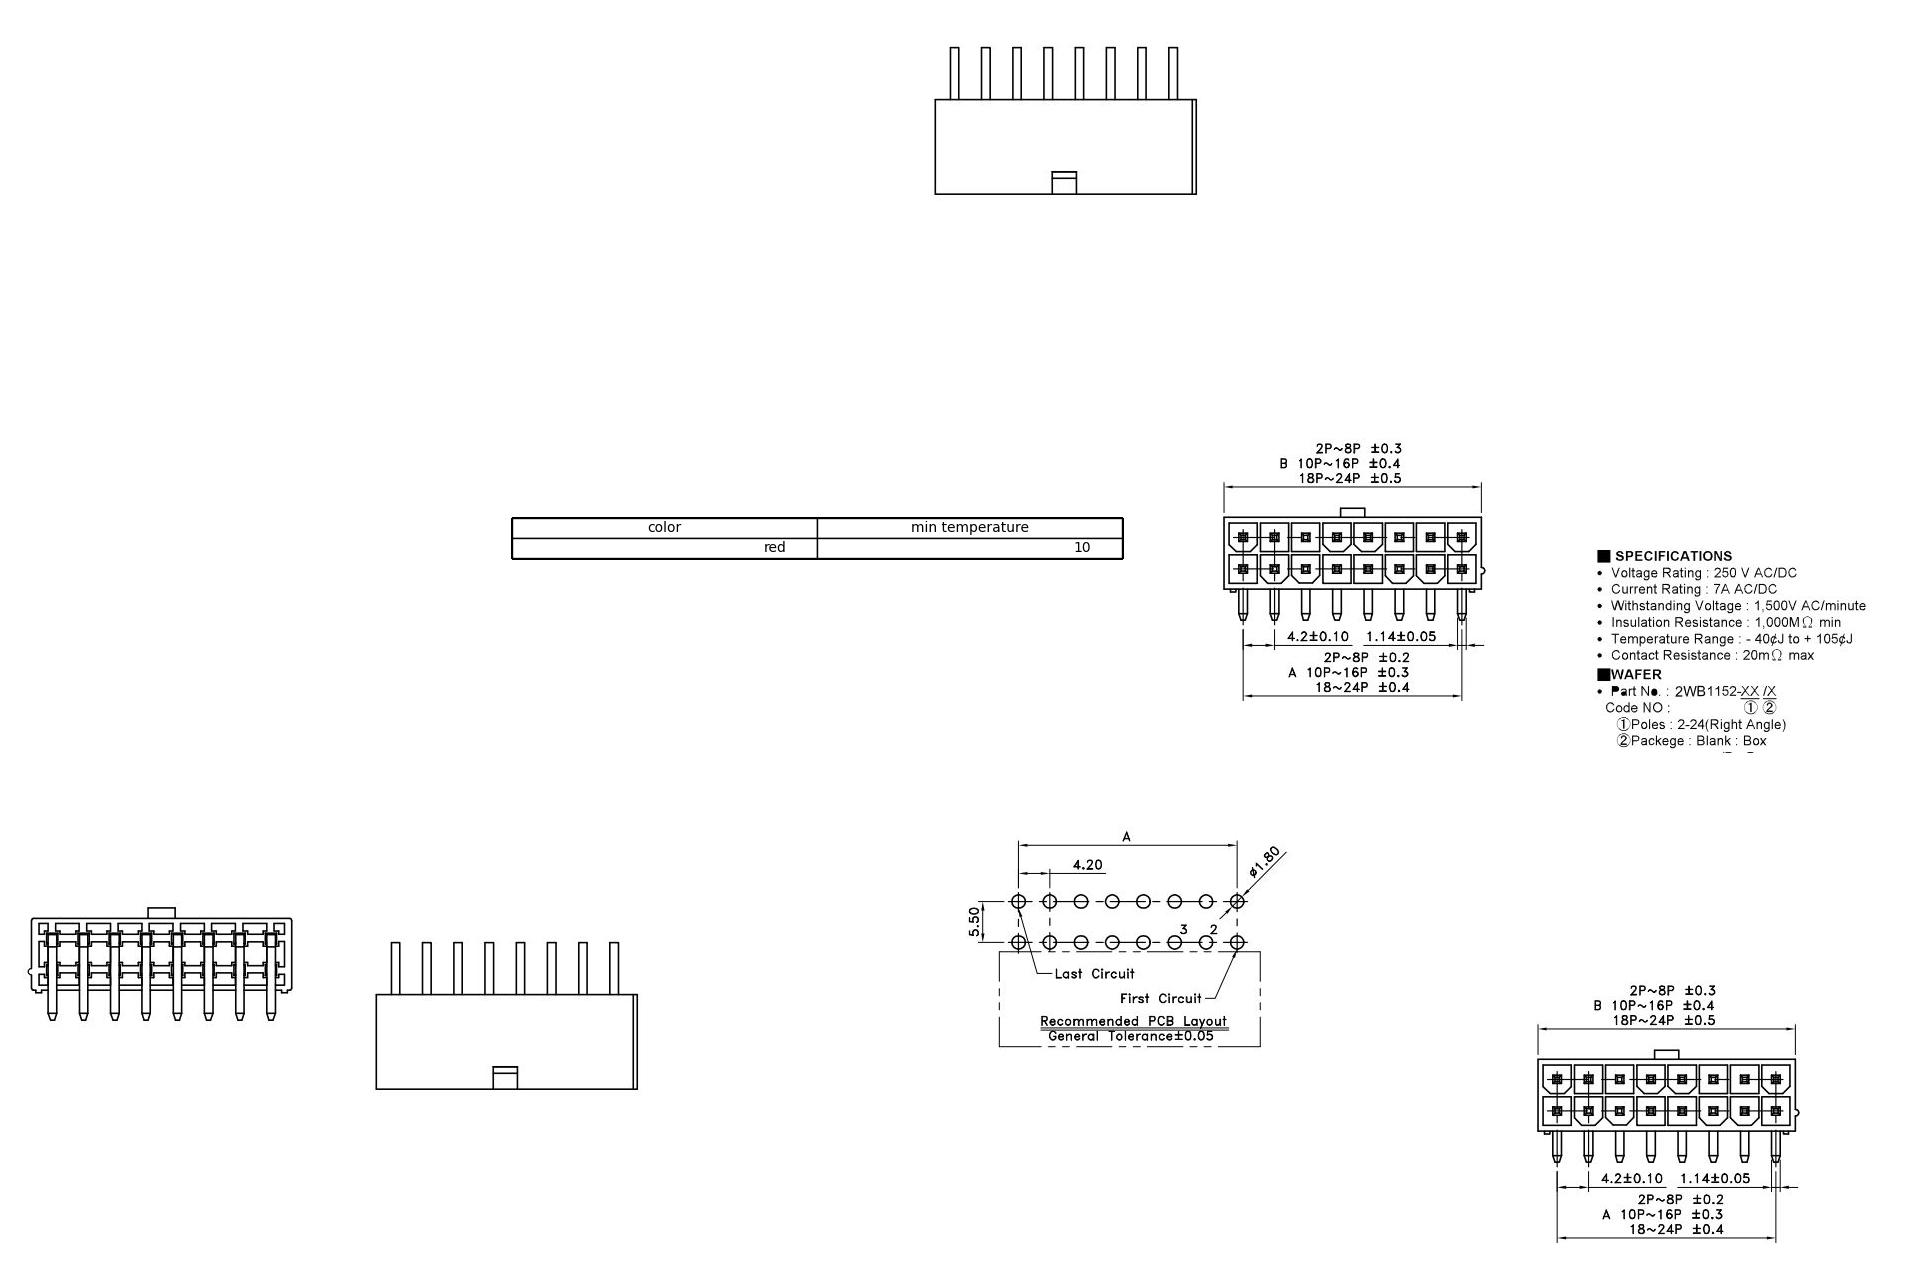 2P~8P ±0.3
B 10P~16P ±0.4
18P~24P ±0.5
color min temperature
red 10
4.2±0.10 1.14±0.05
2P~8P ±0.2
A 10P~16P ±0.3
18~24P ±0.4
■ SPECIFICATIONS
• Voltage Rating : 250 V AC/DC
• Current Rating : 7A AC/DC
• Withstanding Voltage : 1,500V AC/minute
• Insulation Resistance : 1,000MΩ min
• Temperature Range : - 40¢J to + 105¢J
• Contact Resistance : 20mΩ max
■WAFER
• Part No. : 2WB1152-XX /X
Code NO : ① ②
①Poles : 2-24(Right Angle)
②Packege : Blank : Box
A
4.20
ø1.80
5.50
3 2
Last Circuit
First Circuit
Recommended PCB Layout
General Tolerance±0.05
2P~8P ±0.3
B 10P~16P ±0.4
18P~24P ±0.5
4.2±0.10 1.14±0.05
2P~8P ±0.2
A 10P~16P ±0.3
18~24P ±0.4